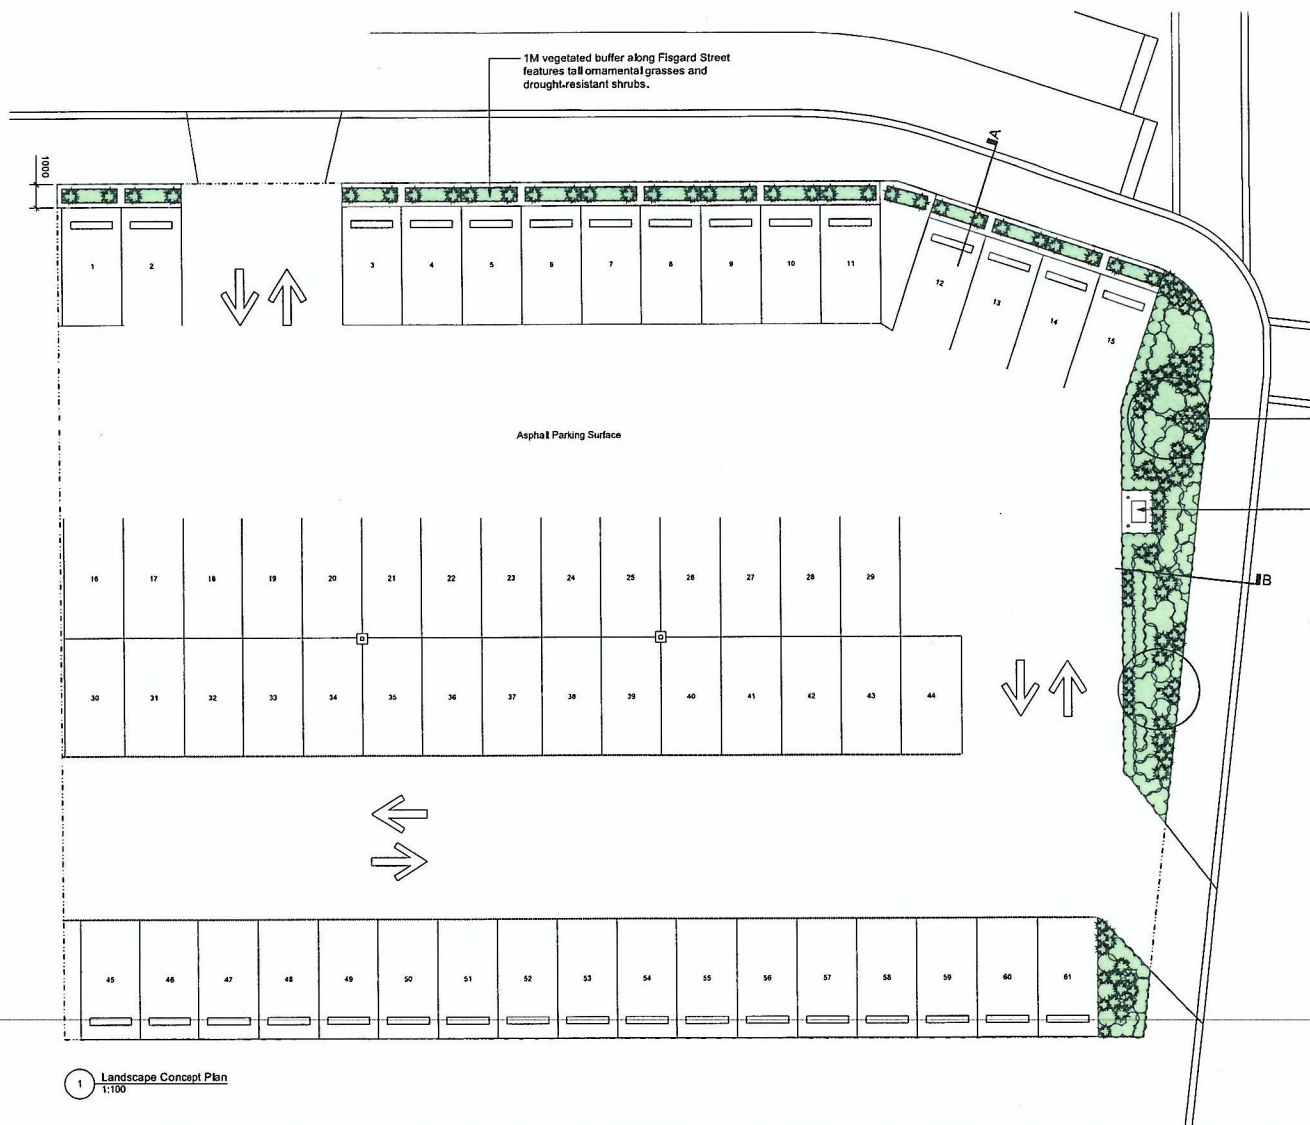 1M vegetated buffer along Fisgard Street
features tall ornamental grasses and
drought-resistant shrubs.
A
1000
1 2 3 4 5 6 7 8 9 10 11 12 13 14 15
Asphalt Parking Surface
16 17 18 19 20 21 22 23 24 25 26 27 28 29
B
30 31 32 33 34 35 36 37 38 39 40 41 42 43 44
45 46 47 48 49 50 51 52 53 54 55 56 57 58 59 60 61
1 Landscape Concept Plan
1:100